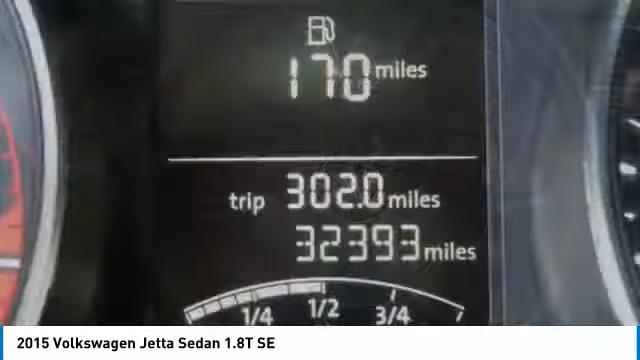 170 miles
trip 302.0 miles
32393 miles
1/4 1/2 3/4
2015 Volkswagen Jetta Sedan 1.8T SE